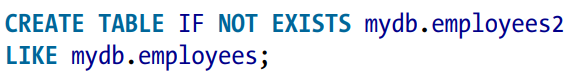 CREATE TABLE IF NOT EXISTS mydb.employees2
LIKE mydb.employees;